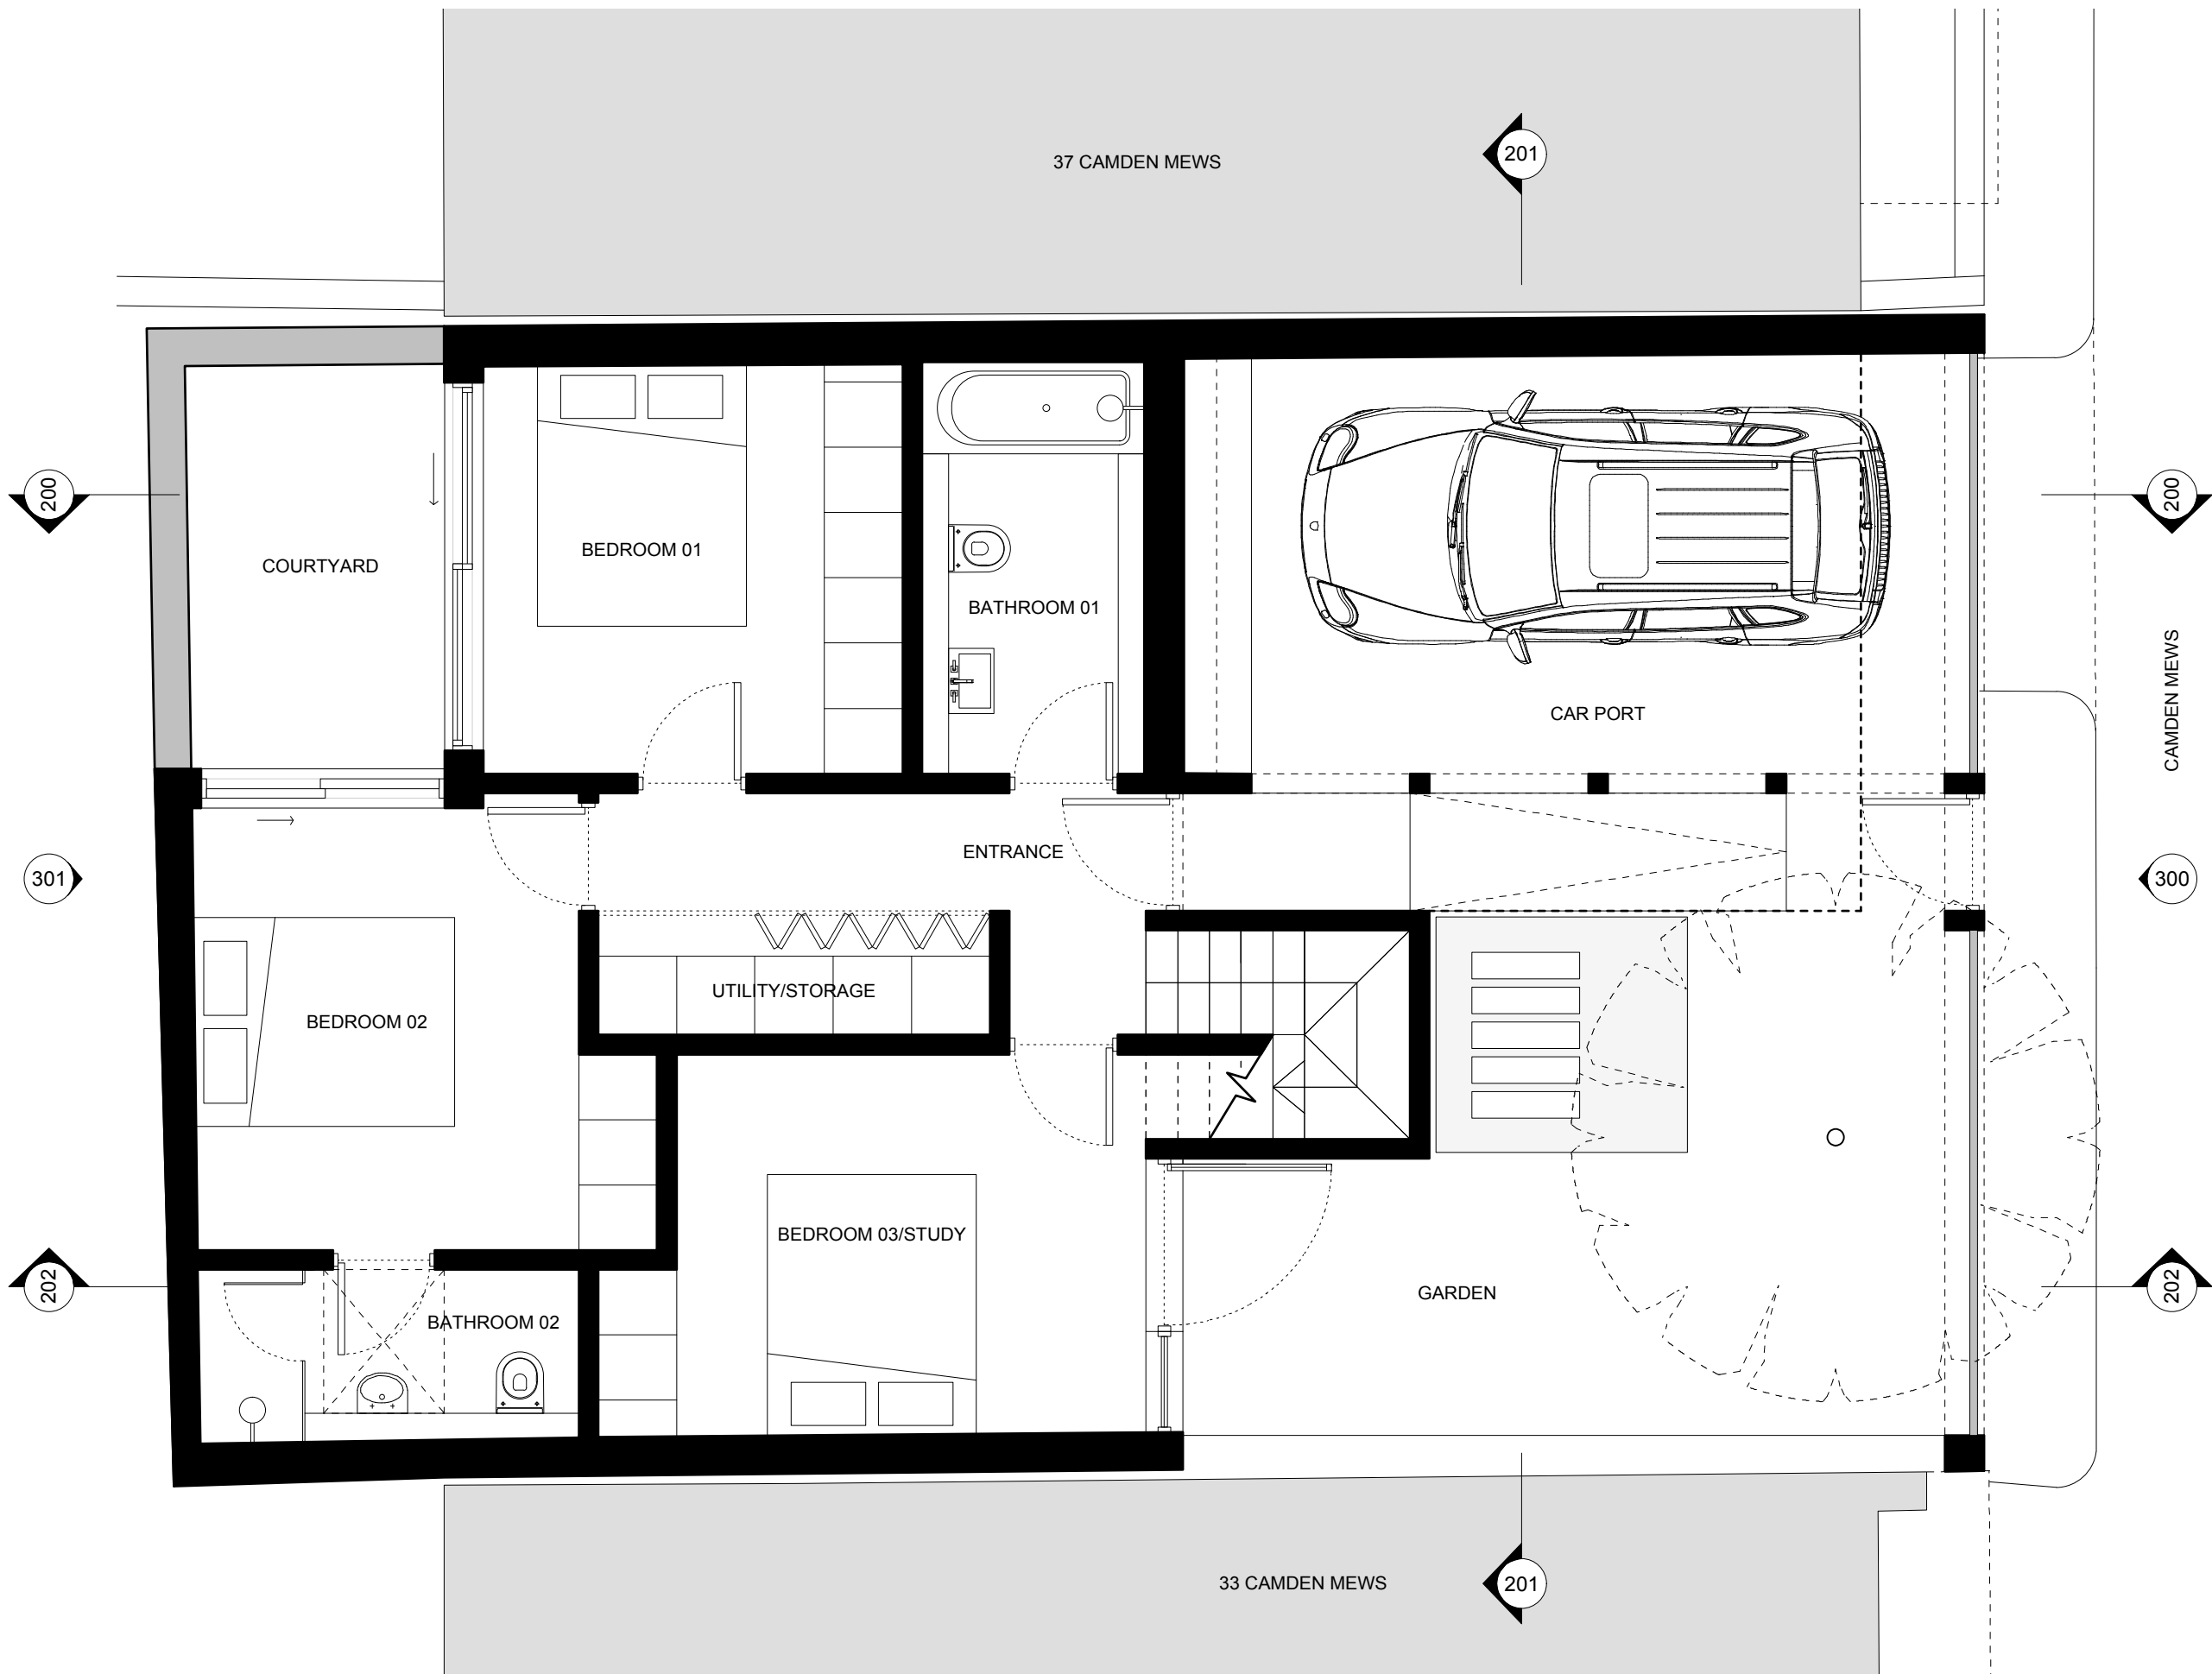 37 CAMDEN MEWS
201
200
200
COURTYARD
BEDROOM 01
BATHROOM 01
CAR PORT
CAMDEN MEWS
ENTRANCE
301
300
UTILITY/STORAGE
BEDROOM 02
BEDROOM 03/STUDY
GARDEN
202
202
BATHROOM 02
33 CAMDEN MEWS
201